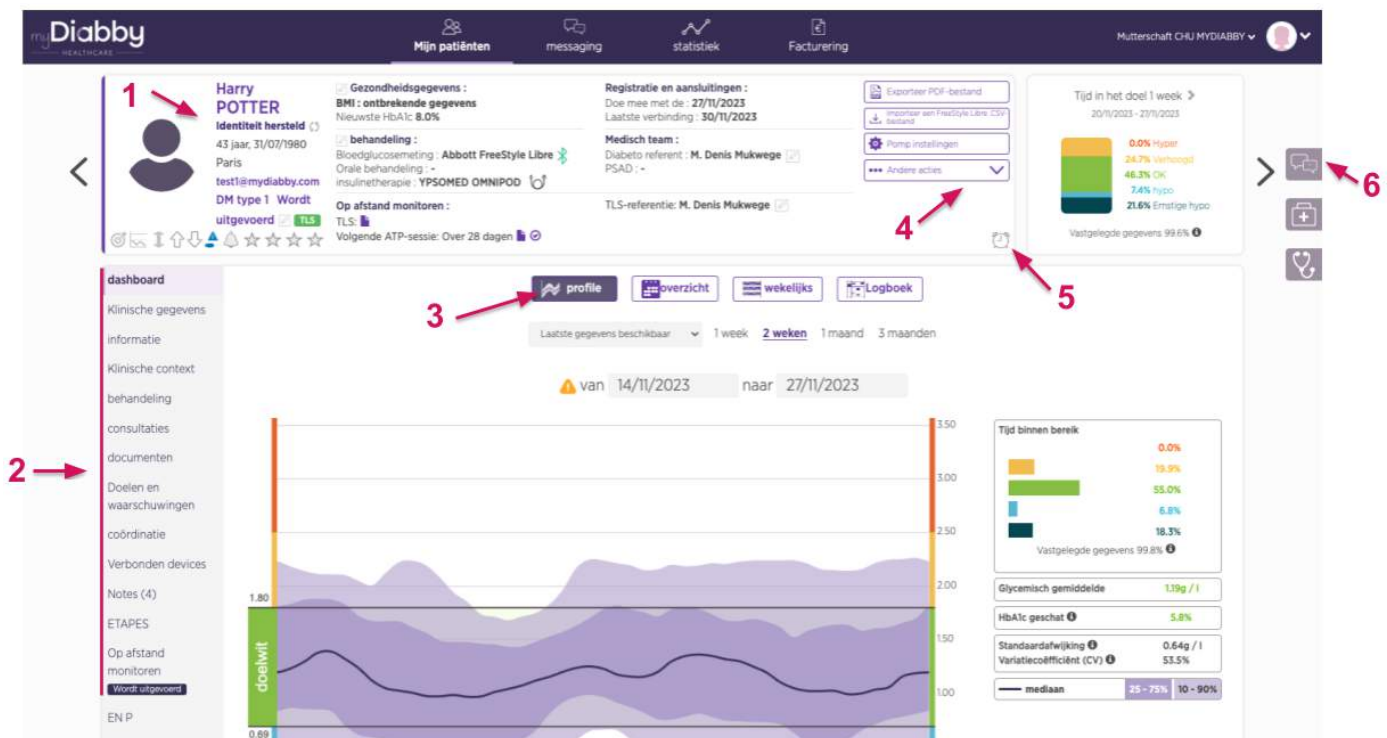 myDiabby
HEALTHCARE
Mijn patiënten
messaging
statistiek
Facturering
Mutterschaft CHU MYDIABBY
1
Harry
POTTER
Identiteit hersteld
43 jaar, 31/07/1980
Paris
test1@mydiabby.com
DM type 1 Wordt
uitgevoerd TLS
Gezondheidsgegevens :
BMI : ontbrekende gegevens
Nieuwste HbA1c 8.0%
behandeling :
Bloedglucosemeting : Abbott FreeStyle Libre
Orale behandeling : -
insulinetherapie : YPSOMED OMNIPOD
Op afstand monitoren :
TLS:
Volgende ATP-sessie: Over 28 dagen
Registratie en aansluitingen :
Doe mee met de : 27/11/2023
Laatste verbinding : 30/11/2023
Medisch team :
Diabeto referent : M. Denis Mukwege
PSAD : -
TLS-referentie: M. Denis Mukwege
Exporteer PDF-bestand
Importeer een FreeStyle Libre .CSV-
bestand
Pomp instellingen
Andere acties
4
5
Tijd in het doel 1 week
20/11/2023 - 27/11/2023
0.0% Hyper
24.7% Verhoogd
46.3% OK
7.4% hypo
21.6% Ernstige hypo
Vastgelegde gegevens 99.6%
6
2
dashboard
Klinische gegevens
informatie
Klinische context
behandeling
consultaties
documenten
Doelen en
waarschuwingen
coördinatie
Verbonden devices
Notes (4)
ETAPES
Op afstand
monitoren
Wordt uitgevoerd
EN P
3
profile
overzicht
wekelijks
Logboek
Laatste gegevens beschikbaar
1 week
2 weken
1 maand
3 maanden
van 14/11/2023 naar 27/11/2023
3.50
3.00
2.50
2.00
1.50
1.00
1.80
doelwit
0.69
Tijd binnen bereik
0.0%
19.9%
55.0%
6.8%
18.3%
Vastgelegde gegevens 99.8%
Glycemisch gemiddelde 1.19g / l
HbA1c geschat 5.8%
Standaardafwijking 0.64g / l
Variatiecoëfficiënt (CV) 53.5%
mediaan 25 - 75% 10 - 90%